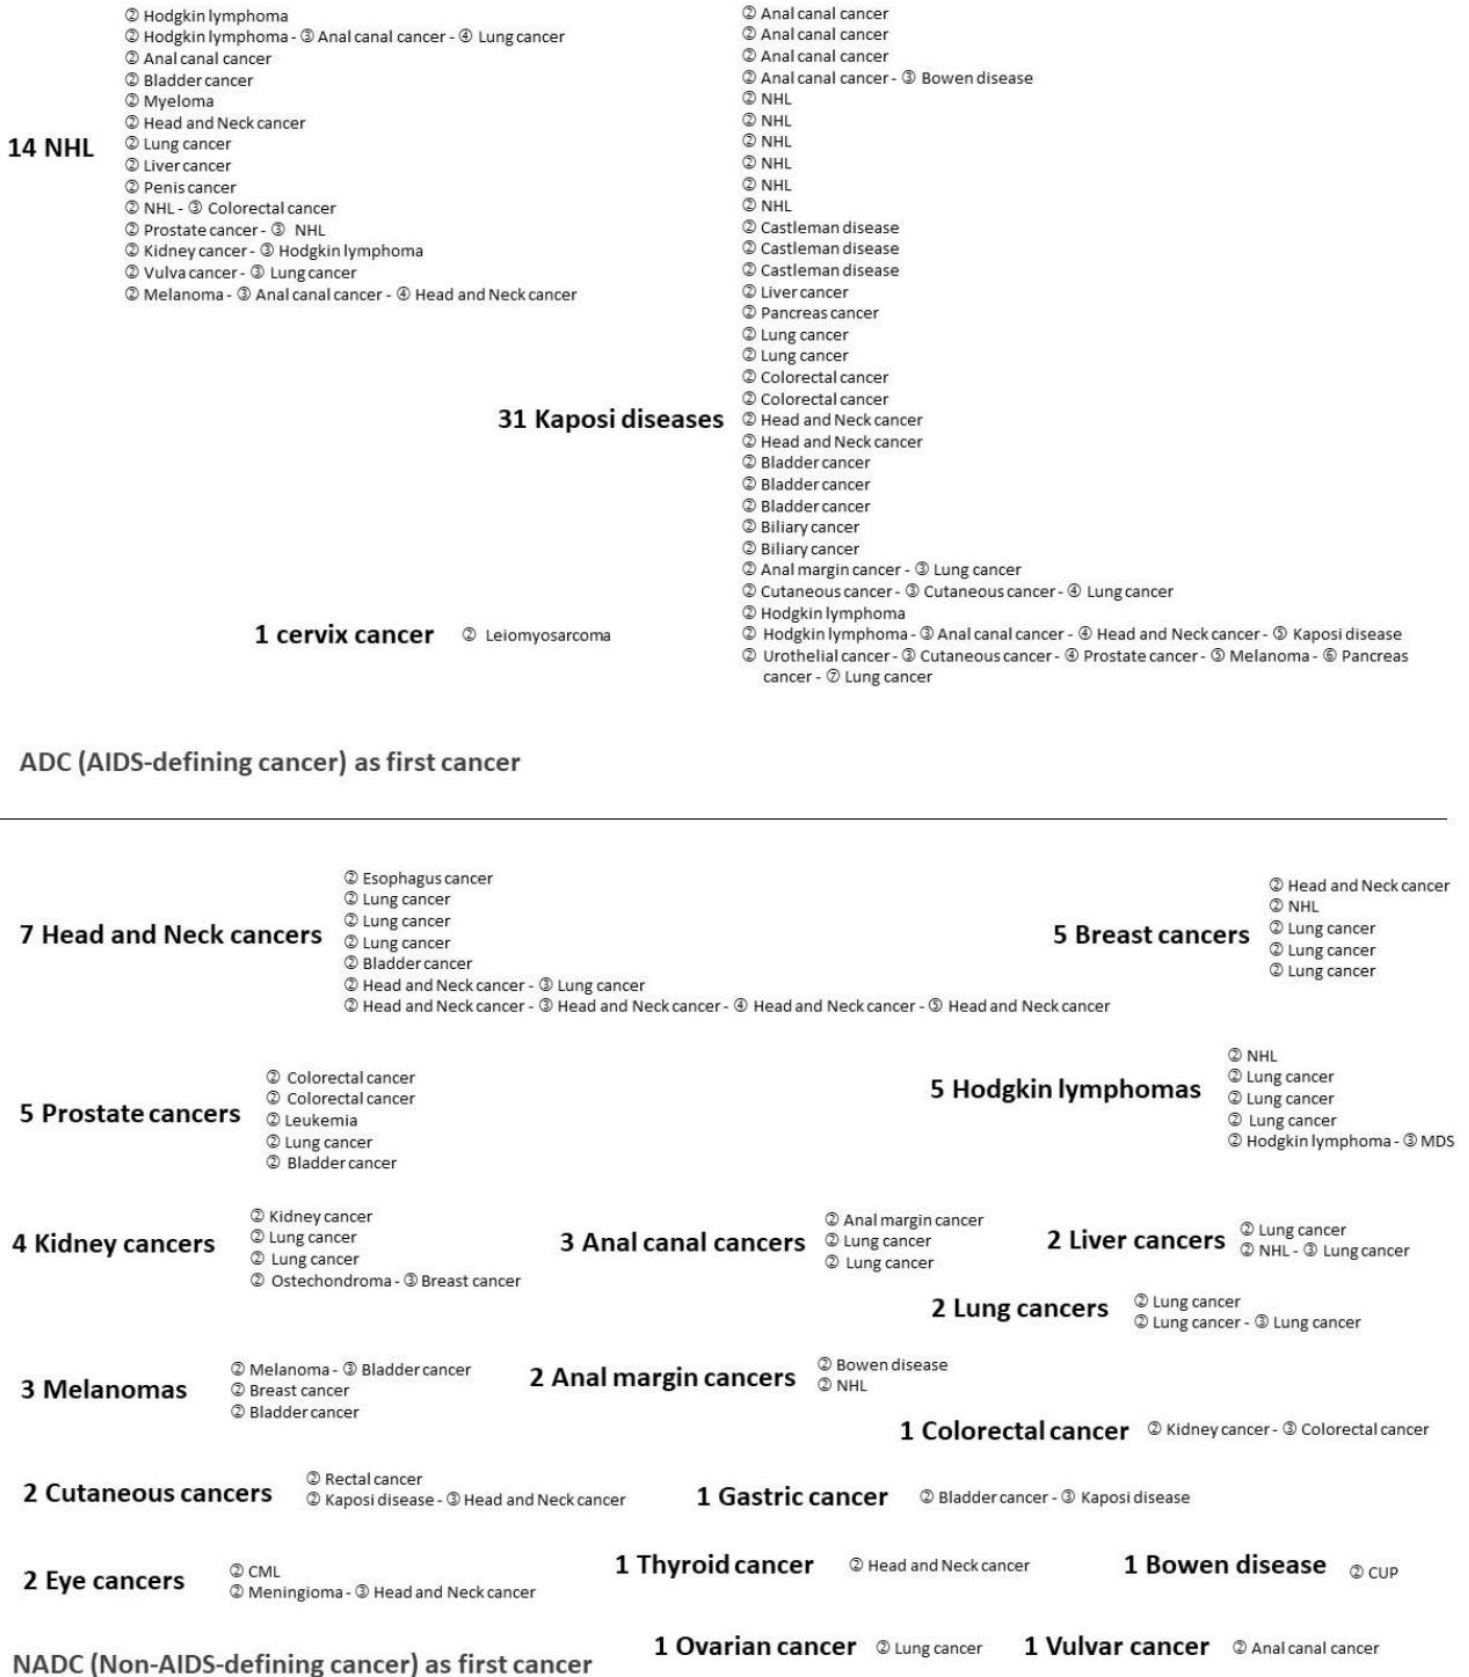 14 NHL
② Hodgkin lymphoma
② Hodgkin lymphoma - ③ Anal canal cancer - ④ Lung cancer
② Anal canal cancer
② Bladder cancer
② Myeloma
② Head and Neck cancer
② Lung cancer
② Liver cancer
② Penis cancer
② NHL - ③ Colorectal cancer
② Prostate cancer - ③ NHL
② Kidney cancer - ③ Hodgkin lymphoma
② Vulva cancer - ③ Lung cancer
② Melanoma - ③ Anal canal cancer - ④ Head and Neck cancer
31 Kaposi diseases
② Anal canal cancer
② Anal canal cancer
② Anal canal cancer
② Anal canal cancer - ③ Bowen disease
② NHL
② NHL
② NHL
② NHL
② NHL
② NHL
② Castleman disease
② Castleman disease
② Castleman disease
② Liver cancer
② Pancreas cancer
② Lung cancer
② Lung cancer
② Colorectal cancer
② Colorectal cancer
② Head and Neck cancer
② Head and Neck cancer
② Bladder cancer
② Bladder cancer
② Bladder cancer
② Biliary cancer
② Biliary cancer
② Anal margin cancer - ③ Lung cancer
② Cutaneous cancer - ③ Cutaneous cancer - ④ Lung cancer
② Hodgkin lymphoma
② Hodgkin lymphoma - ③ Anal canal cancer - ④ Head and Neck cancer - ⑤ Kaposi disease
② Urothelial cancer - ③ Cutaneous cancer - ④ Prostate cancer - ⑤ Melanoma - ⑥ Pancreas
cancer - ⑦ Lung cancer
1 cervix cancer
② Leiomyosarcoma
ADC (AIDS-defining cancer) as first cancer
7 Head and Neck cancers
② Esophagus cancer
② Lung cancer
② Lung cancer
② Lung cancer
② Bladder cancer
② Head and Neck cancer - ③ Lung cancer
② Head and Neck cancer - ③ Head and Neck cancer - ④ Head and Neck cancer - ⑤ Head and Neck cancer
5 Breast cancers
② Head and Neck cancer
② NHL
② Lung cancer
② Lung cancer
② Lung cancer
5 Prostate cancers
② Colorectal cancer
② Colorectal cancer
② Leukemia
② Lung cancer
② Bladder cancer
5 Hodgkin lymphomas
② NHL
② Lung cancer
② Lung cancer
② Lung cancer
② Hodgkin lymphoma - ③ MDS
4 Kidney cancers
② Kidney cancer
② Lung cancer
② Lung cancer
② Ostechondroma - ③ Breast cancer
3 Anal canal cancers
② Anal margin cancer
② Lung cancer
② Lung cancer
2 Liver cancers
② Lung cancer
② NHL - ③ Lung cancer
2 Lung cancers
② Lung cancer
② Lung cancer - ③ Lung cancer
3 Melanomas
② Melanoma - ③ Bladder cancer
② Breast cancer
② Bladder cancer
2 Anal margin cancers
② Bowen disease
② NHL
1 Colorectal cancer
② Kidney cancer - ③ Colorectal cancer
2 Cutaneous cancers
② Rectal cancer
② Kaposi disease - ③ Head and Neck cancer
1 Gastric cancer
② Bladder cancer - ③ Kaposi disease
2 Eye cancers
② CML
② Meningioma - ③ Head and Neck cancer
1 Thyroid cancer
② Head and Neck cancer
1 Bowen disease
② CUP
1 Ovarian cancer
② Lung cancer
1 Vulvar cancer
② Anal canal cancer
NADC (Non-AIDS-defining cancer) as first cancer